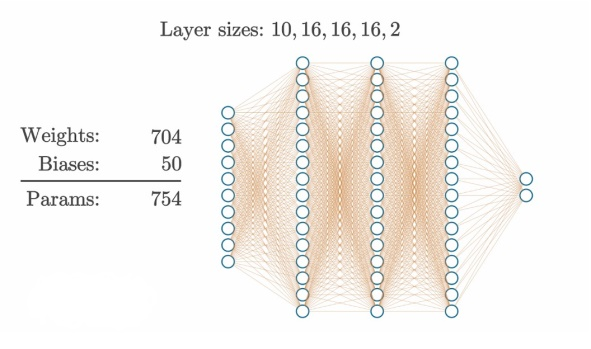 Layer sizes: 10, 16, 16, 16, 2
Weights: 704
Biases: 50
Params: 754